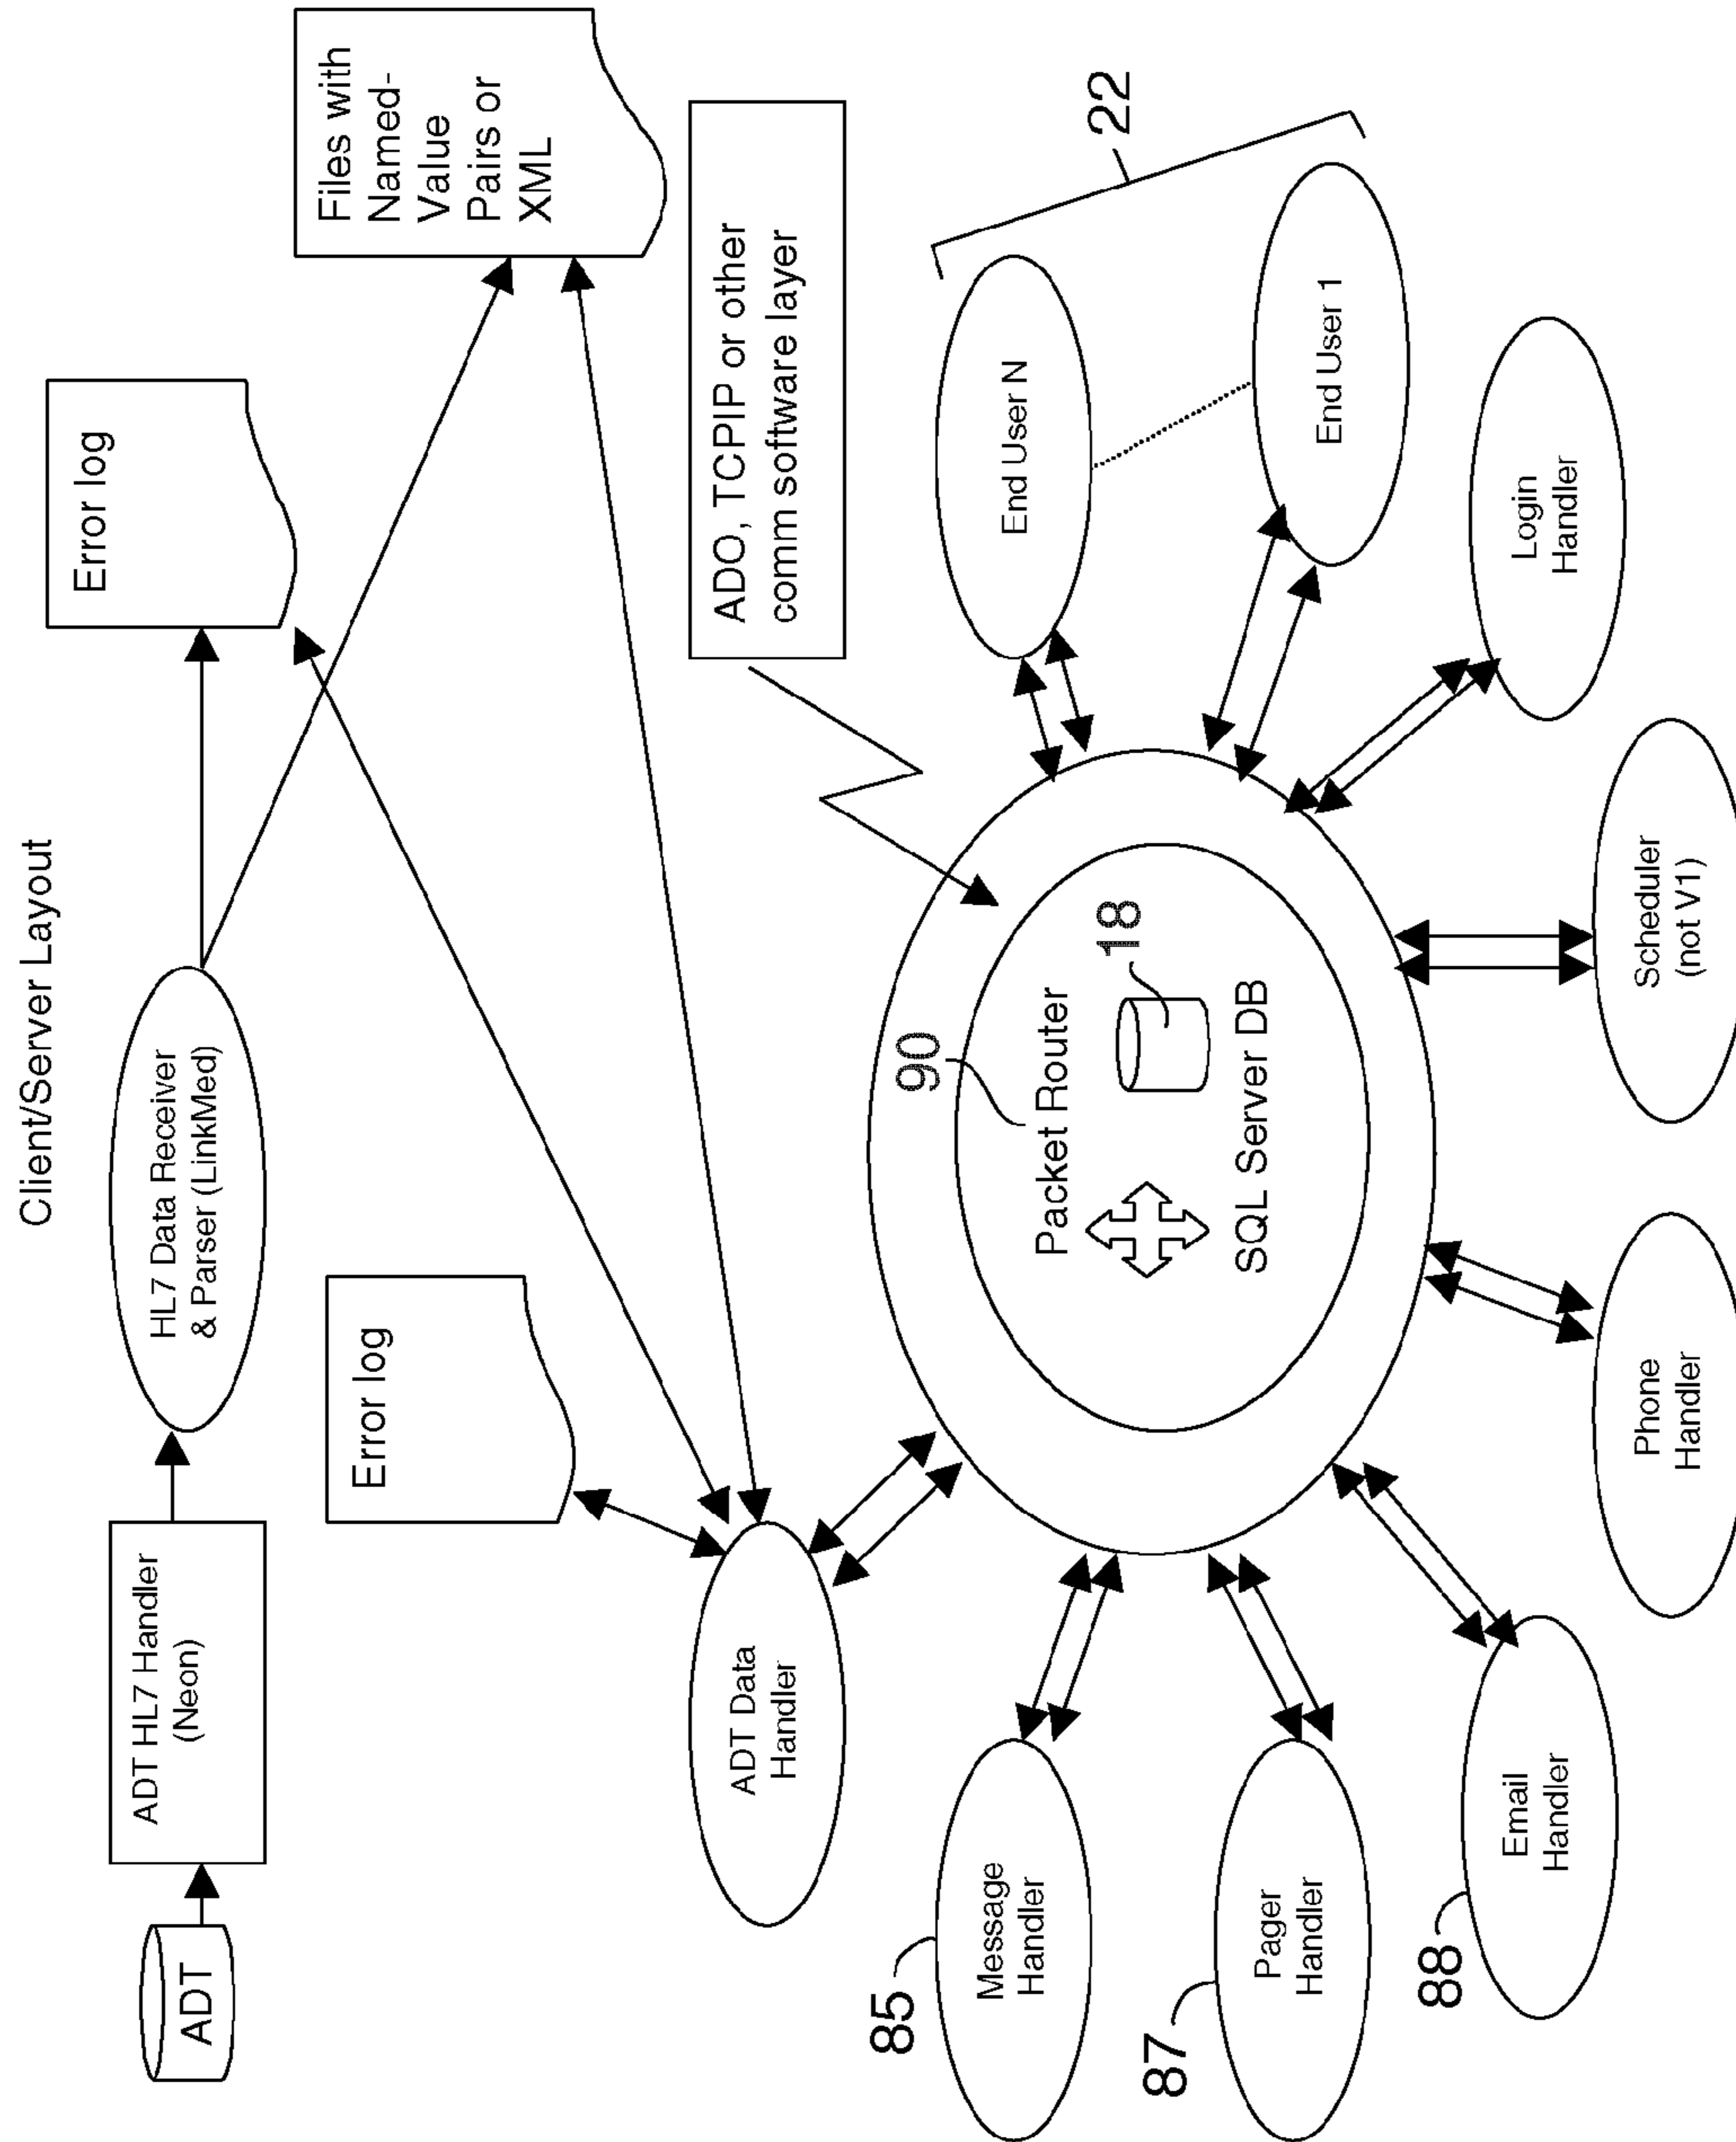 Client/Server Layout
ADT
ADT HL7 Handler
(Neon)
HL7 Data Receiver
& Parser (LinkMed)
Error log
Files with
Named-
Value
Pairs or
XML
Error log
ADO, TCPIP or other
comm software layer
ADT Data
Handler
85
Message
Handler
87
Pager
Handler
88
Email
Handler
Phone
Handler
Scheduler
(not V1)
Login
Handler
End User 1
End User N
22
90
Packet Router
18
SQL Server DB